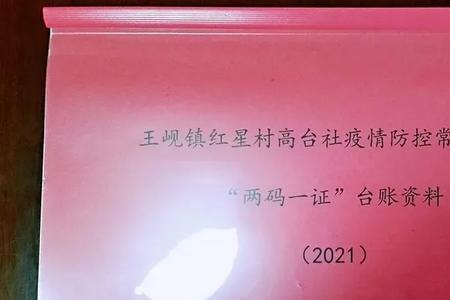 王岘镇红星村高台社疫情防控常
“两码一证”台账资料
（2021）